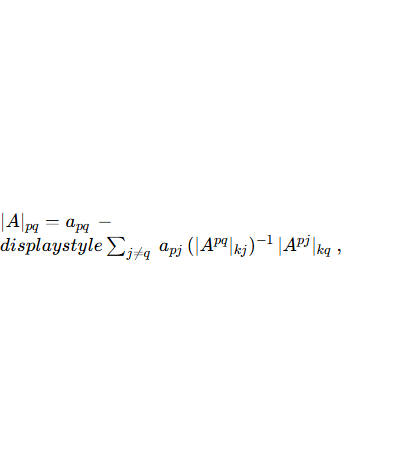 |A|_{pq} = a_{pq} −
displaystyle ∑_{j≠q} a_{pj} (|A^{pq}|_{kj})^{−1} |A^{pj}|_{kq} ,